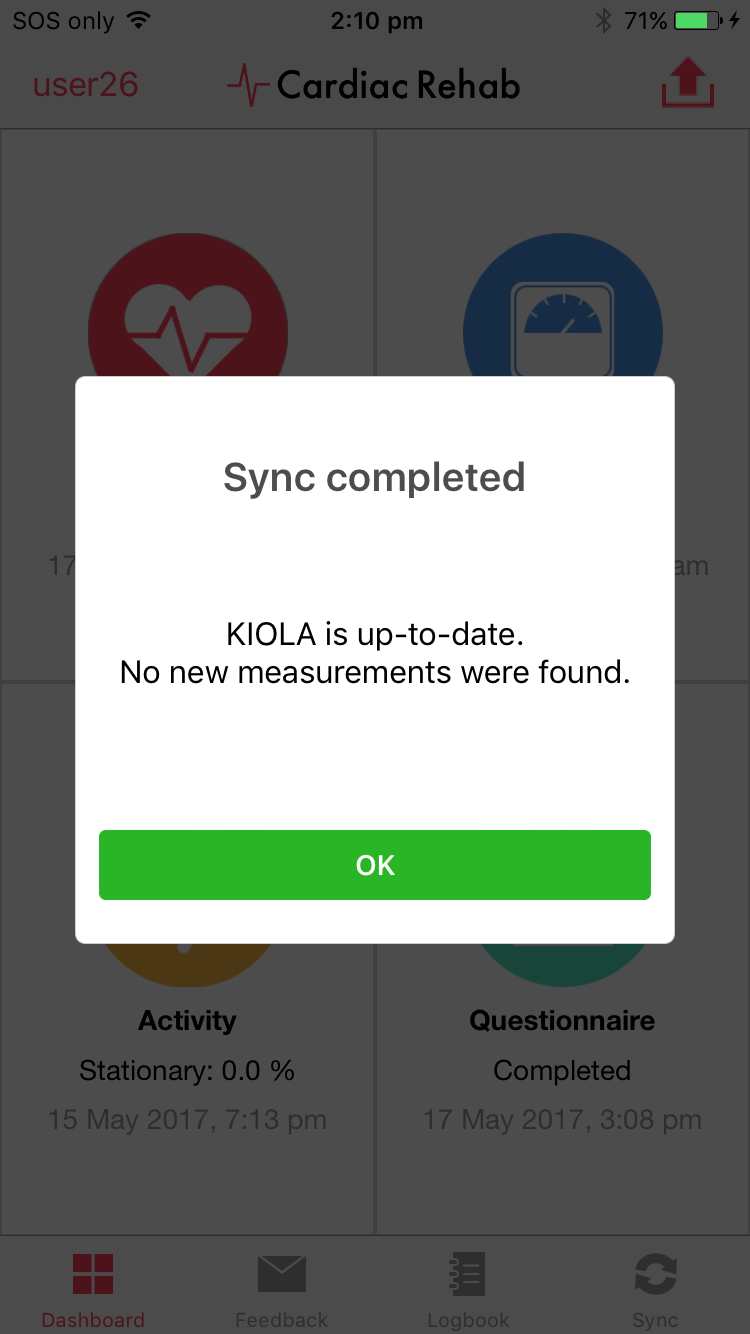 SOS only 2:10 pm 71%
user26 Cardiac Rehab
Sync completed
17 am
KIOLA is up-to-date.
No new measurements were found.
OK
Activity Questionnaire
Stationary: 0.0 % Completed
15 May 2017, 7:13 pm 17 May 2017, 3:08 pm
Dashboard Feedback Logbook Sync